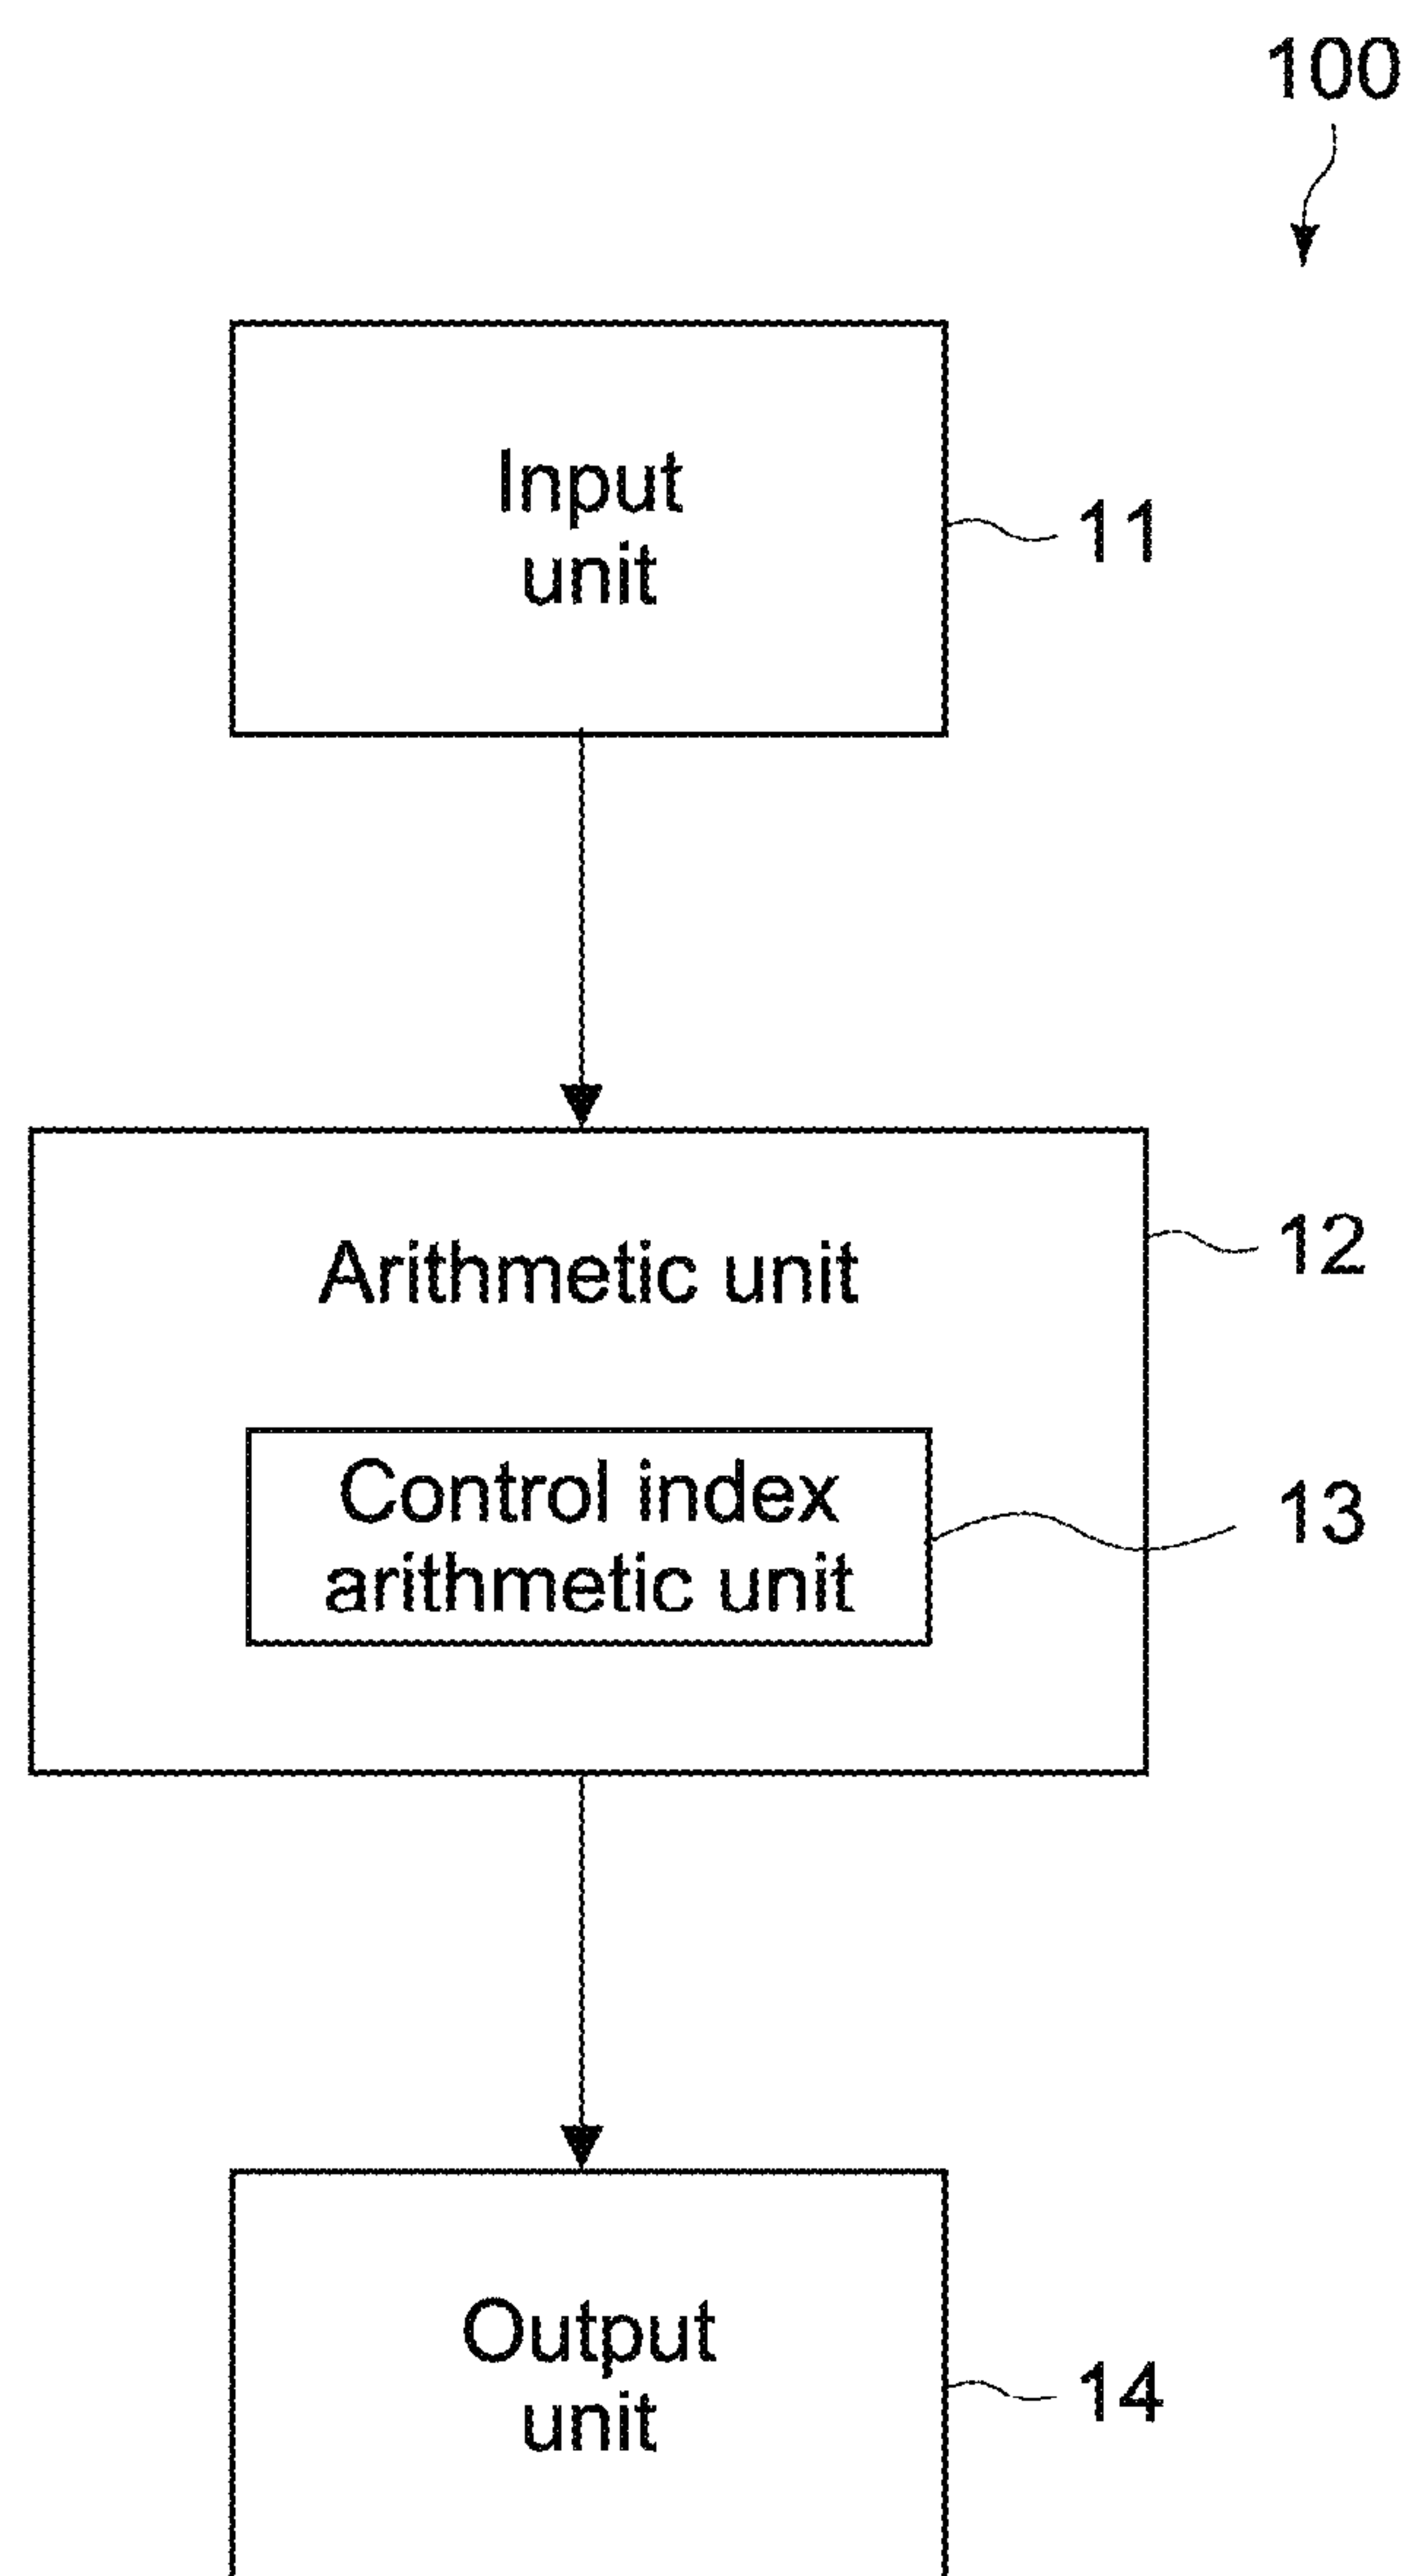 100
Input
unit
11
Arithmetic unit
12
Control index
arithmetic unit
13
Output
unit
14